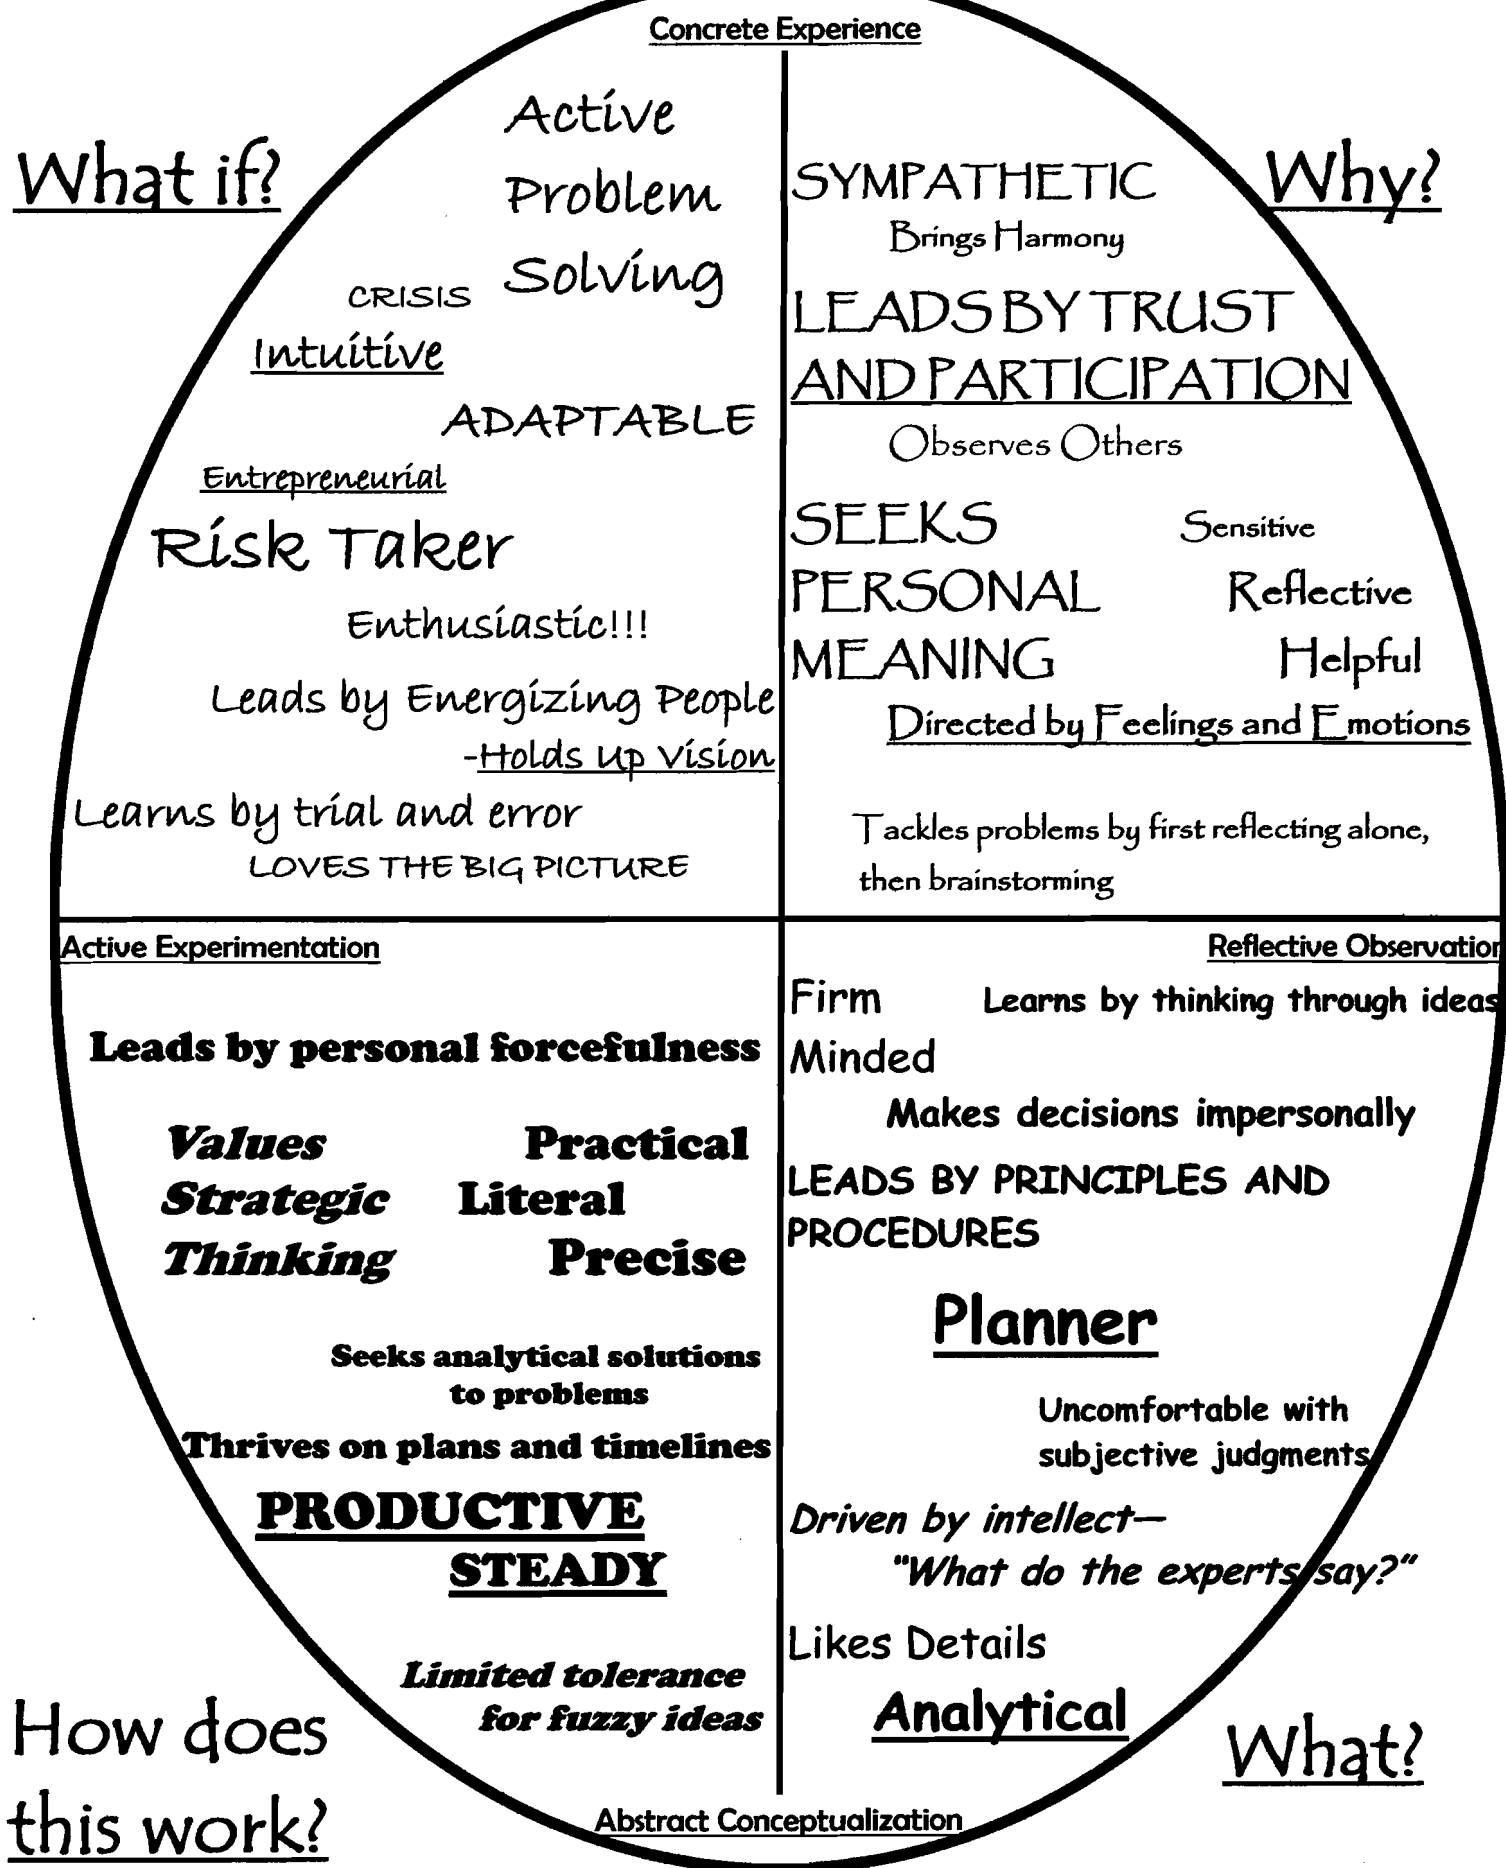 Concrete Experience
What if?
Active
Problem
Solving
CRISIS
Intuitive
ADAPTABLE
Entrepreneurial
Risk Taker
Enthusiastic!!!
Leads by Energizing People
-Holds Up Vision
Learns by trial and error
LOVES THE BIG PICTURE
Why?
SYMPATHETIC
Brings Harmony
LEADS BY TRUST
AND PARTICIPATION
Observes Others
SEEKS
PERSONAL
MEANING
Sensitive
Reflective
Helpful
Directed by Feelings and Emotions
Tackles problems by first reflecting alone,
then brainstorming
Active Experimentation
Leads by personal forcefulness
Values
Strategic
Thinking
Practical
Literal
Precise
Seeks analytical solutions
to problems
Thrives on plans and timelines
PRODUCTIVE
STEADY
Limited tolerance
for fuzzy ideas
How does
this work?
Reflective Observation
Firm
Minded
Learns by thinking through ideas
Makes decisions impersonally
LEADS BY PRINCIPLES AND
PROCEDURES
Planner
Uncomfortable with
subjective judgments
Driven by intellect—
"What do the experts say?"
Likes Details
Analytical
What?
Abstract Conceptualization